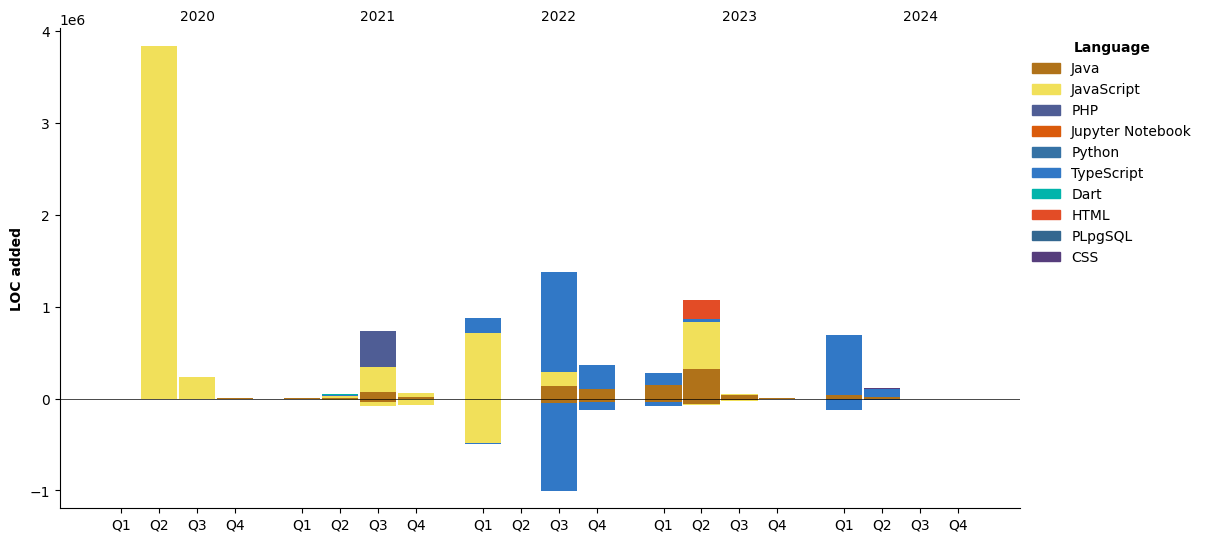 1e6
2020 2021 2022 2023 2024
4
3
2
1
0
−1
LOC added
Q1 Q2 Q3 Q4 Q1 Q2 Q3 Q4 Q1 Q2 Q3 Q4 Q1 Q2 Q3 Q4 Q1 Q2 Q3 Q4
Language
Java
JavaScript
PHP
Jupyter Notebook
Python
TypeScript
Dart
HTML
PLpgSQL
CSS